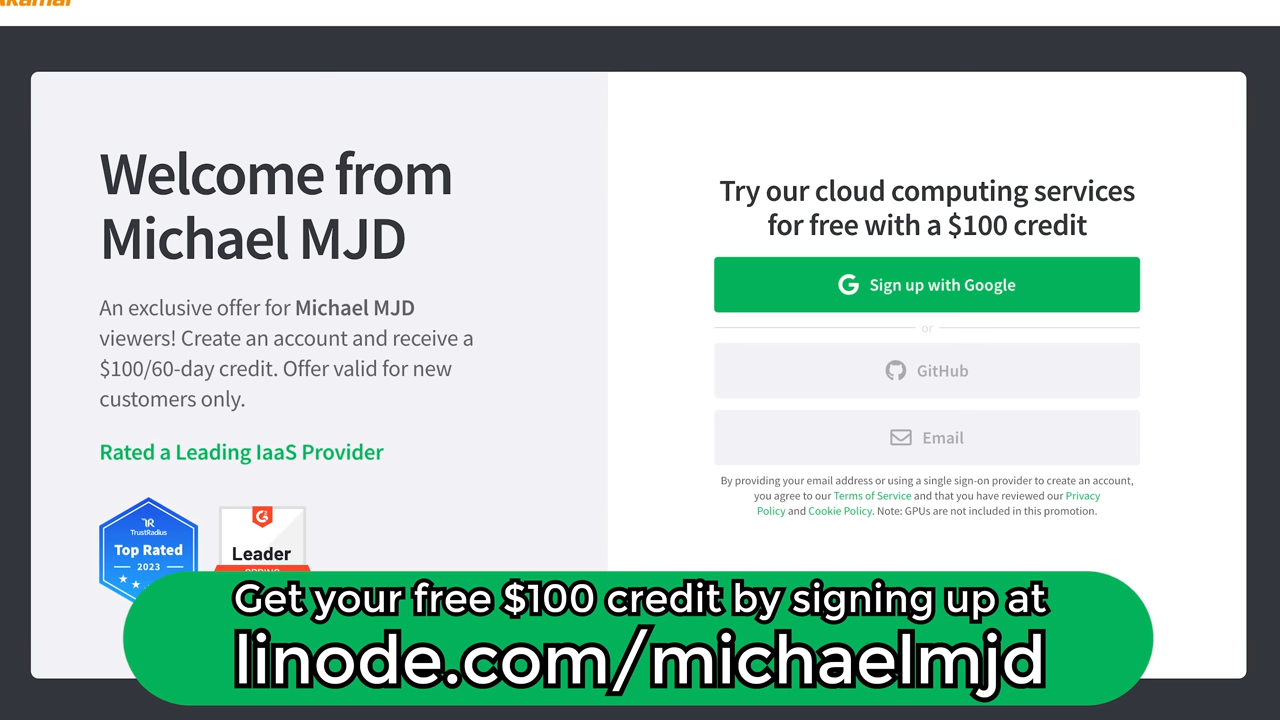 Akamai
Welcome from
Michael MJD
An exclusive offer for Michael MJD
viewers! Create an account and receive a
$100/60-day credit. Offer valid for new
customers only.
Rated a Leading IaaS Provider
TR
TrustRadius
Top Rated
2023
G
Leader
Try our cloud computing services
for free with a $100 credit
G Sign up with Google
or
GitHub
Email
By providing your email address or using a single sign-on provider to create an account,
you agree to our Terms of Service and that you have reviewed our Privacy
Policy and Cookie Policy. Note: GPUs are not included in this promotion.
Get your free $100 credit by signing up at
linode.com/michaelmjd